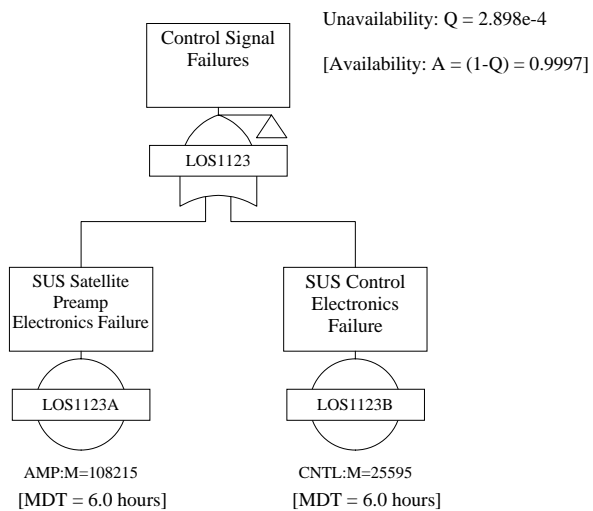 Unavailability: Q = 2.898e-4
[Availability: A = (1-Q) = 0.9997]
Control Signal
Failures
LOS1123
SUS Satellite
Preamp
Electronics Failure
LOS1123A
AMP:M=108215
[MDT = 6.0 hours]
SUS Control
Electronics
Failure
LOS1123B
CNTL:M=25595
[MDT = 6.0 hours]